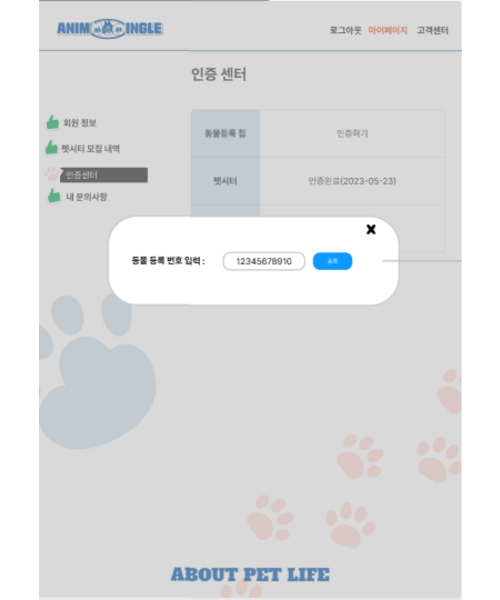 ANIM INGLE
로그아웃 마이페이지 고객센터
인증 센터
회원 정보
펫시터 모집 내역
인증센터
내 문의사항
동물등록 칩 인증하기
펫시터 인증완료(2023-05-23)
동물 등록 번호 입력 : 12345678910 등록
ABOUT PET LIFE